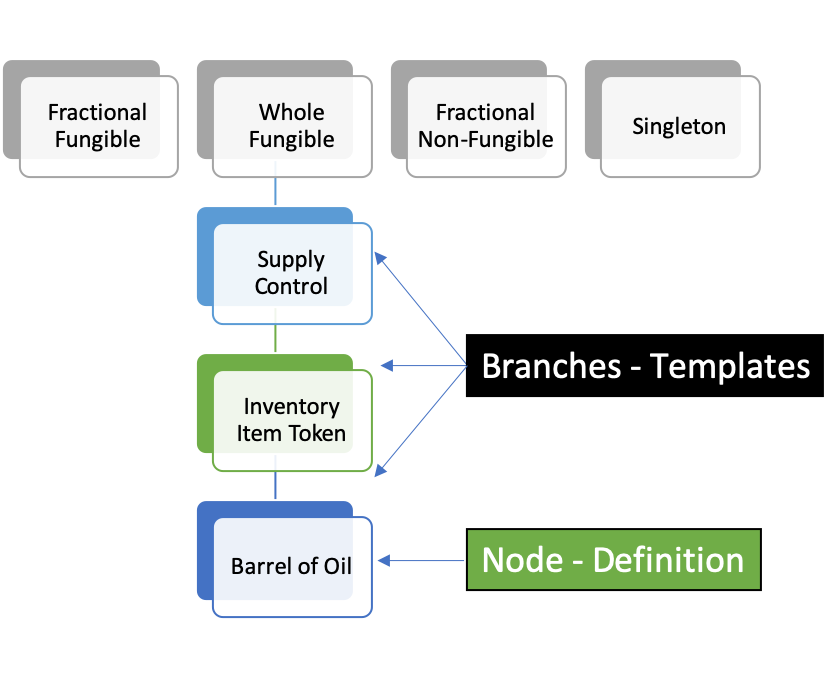 Fractional
Fungible
Whole
Fungible
Fractional
Non-Fungible
Singleton
Supply
Control
Inventory
Item Token
Branches - Templates
Barrel of Oil
Node - Definition